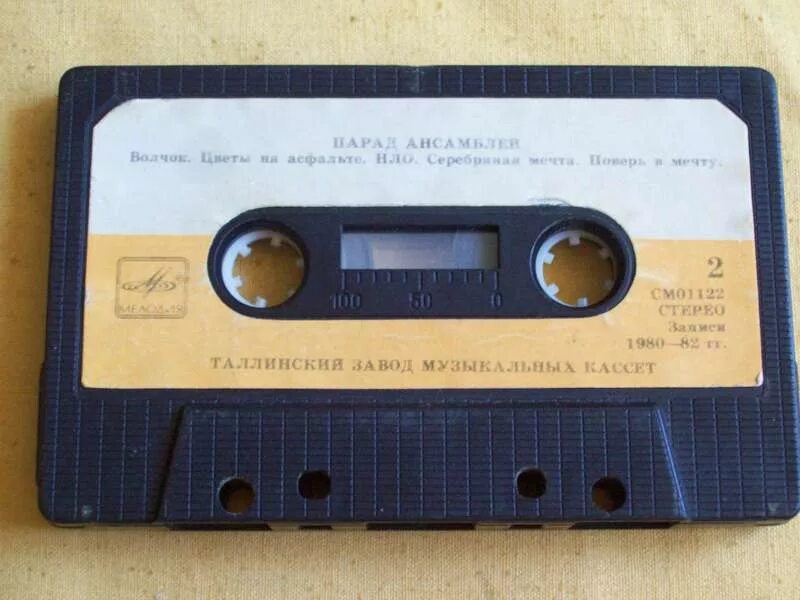 ПАРАД АНСАМБЛЕЙ
Волчок. Цветы на асфальте. НЛО. Серебряная мечта. Поверь в мечту.
МЕЛОДИЯ
100 50 0
2
СМ01122
СТЕРЕО
Записи
1980—82 гг.
ТАЛЛИНСКИЙ ЗАВОД МУЗЫКАЛЬНЫХ КАССЕТ